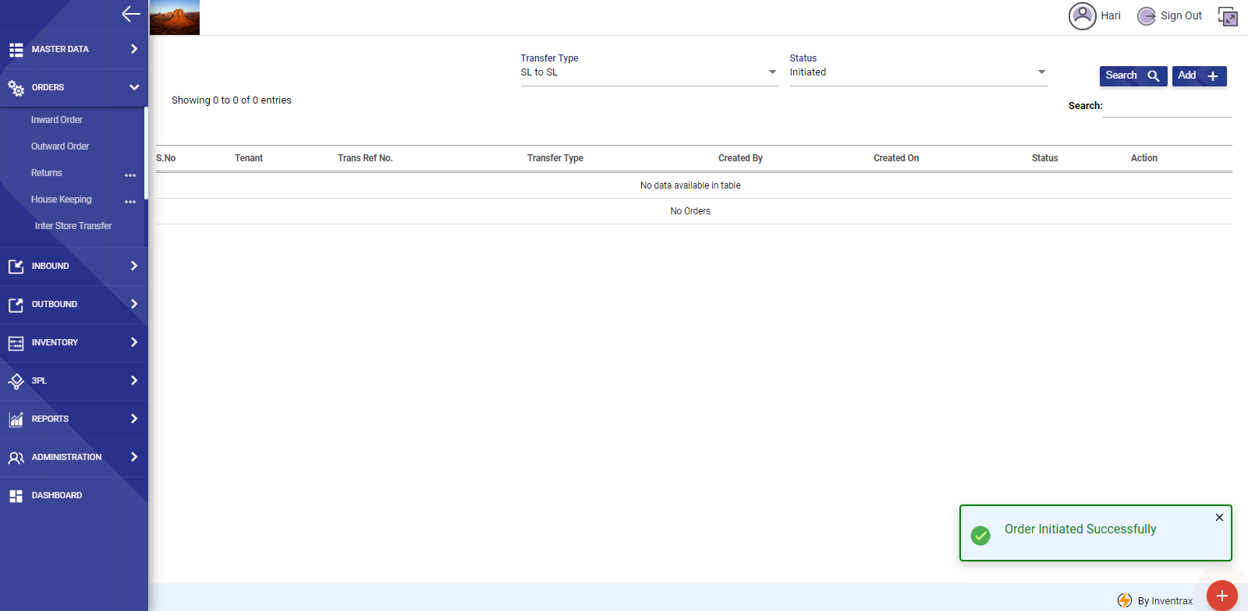 Hari
Sign Out
MASTER DATA
ORDERS
Inward Order
Outward Order
Returns
House Keeping
Inter Store Transfer
INBOUND
OUTBOUND
INVENTORY
3PL
REPORTS
ADMINISTRATION
DASHBOARD
Transfer Type
SL to SL
Status
Initiated
Search
Add
Showing 0 to 0 of 0 entries
Search:
S.No Tenant Trans Ref No. Transfer Type Created By Created On Status Action
No data available in table
No Orders
Order Initiated Successfully
By Inventrax